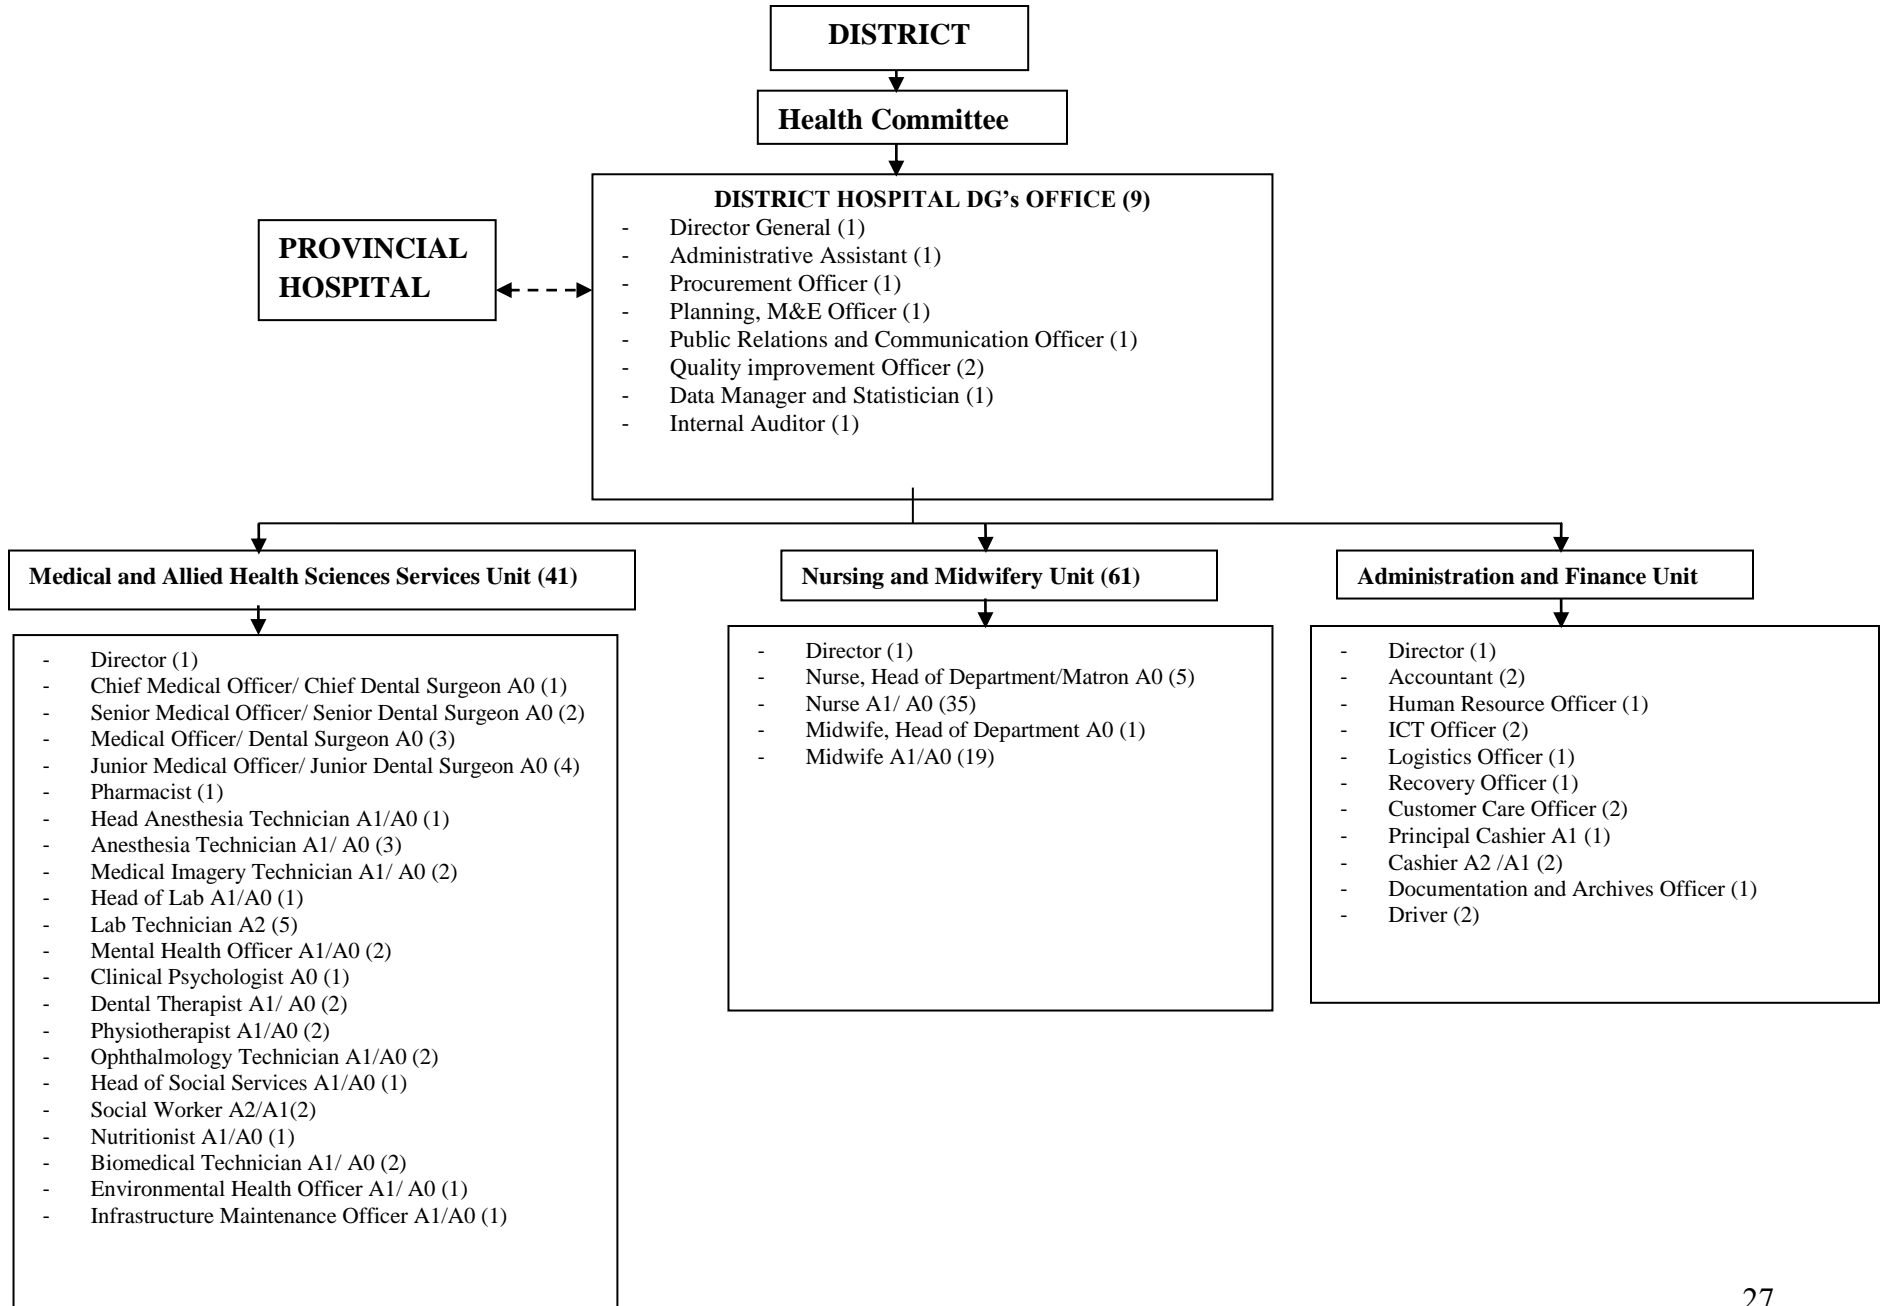 DISTRICT
Health Committee
DISTRICT HOSPITAL DG's OFFICE (9)
- Director General (1)
- Administrative Assistant (1)
- Procurement Officer (1)
- Planning, M&E Officer (1)
- Public Relations and Communication Officer (1)
- Quality improvement Officer (2)
- Data Manager and Statistician (1)
- Internal Auditor (1)
PROVINCIAL
HOSPITAL
Medical and Allied Health Sciences Services Unit (41)
- Director (1)
- Chief Medical Officer/ Chief Dental Surgeon A0 (1)
- Senior Medical Officer/ Senior Dental Surgeon A0 (2)
- Medical Officer/ Dental Surgeon A0 (3)
- Junior Medical Officer/ Junior Dental Surgeon A0 (4)
- Pharmacist (1)
- Head Anesthesia Technician A1/A0 (1)
- Anesthesia Technician A1/ A0 (3)
- Medical Imagery Technician A1/ A0 (2)
- Head of Lab A1/A0 (1)
- Lab Technician A2 (5)
- Mental Health Officer A1/A0 (2)
- Clinical Psychologist A0 (1)
- Dental Therapist A1/ A0 (2)
- Physiotherapist A1/A0 (2)
- Ophthalmology Technician A1/A0 (2)
- Head of Social Services A1/A0 (1)
- Social Worker A2/A1(2)
- Nutritionist A1/A0 (1)
- Biomedical Technician A1/ A0 (2)
- Environmental Health Officer A1/ A0 (1)
- Infrastructure Maintenance Officer A1/A0 (1)
Nursing and Midwifery Unit (61)
- Director (1)
- Nurse, Head of Department/Matron A0 (5)
- Nurse A1/ A0 (35)
- Midwife, Head of Department A0 (1)
- Midwife A1/A0 (19)
Administration and Finance Unit
- Director (1)
- Accountant (2)
- Human Resource Officer (1)
- ICT Officer (2)
- Logistics Officer (1)
- Recovery Officer (1)
- Customer Care Officer (2)
- Principal Cashier A1 (1)
- Cashier A2 /A1 (2)
- Documentation and Archives Officer (1)
- Driver (2)
27